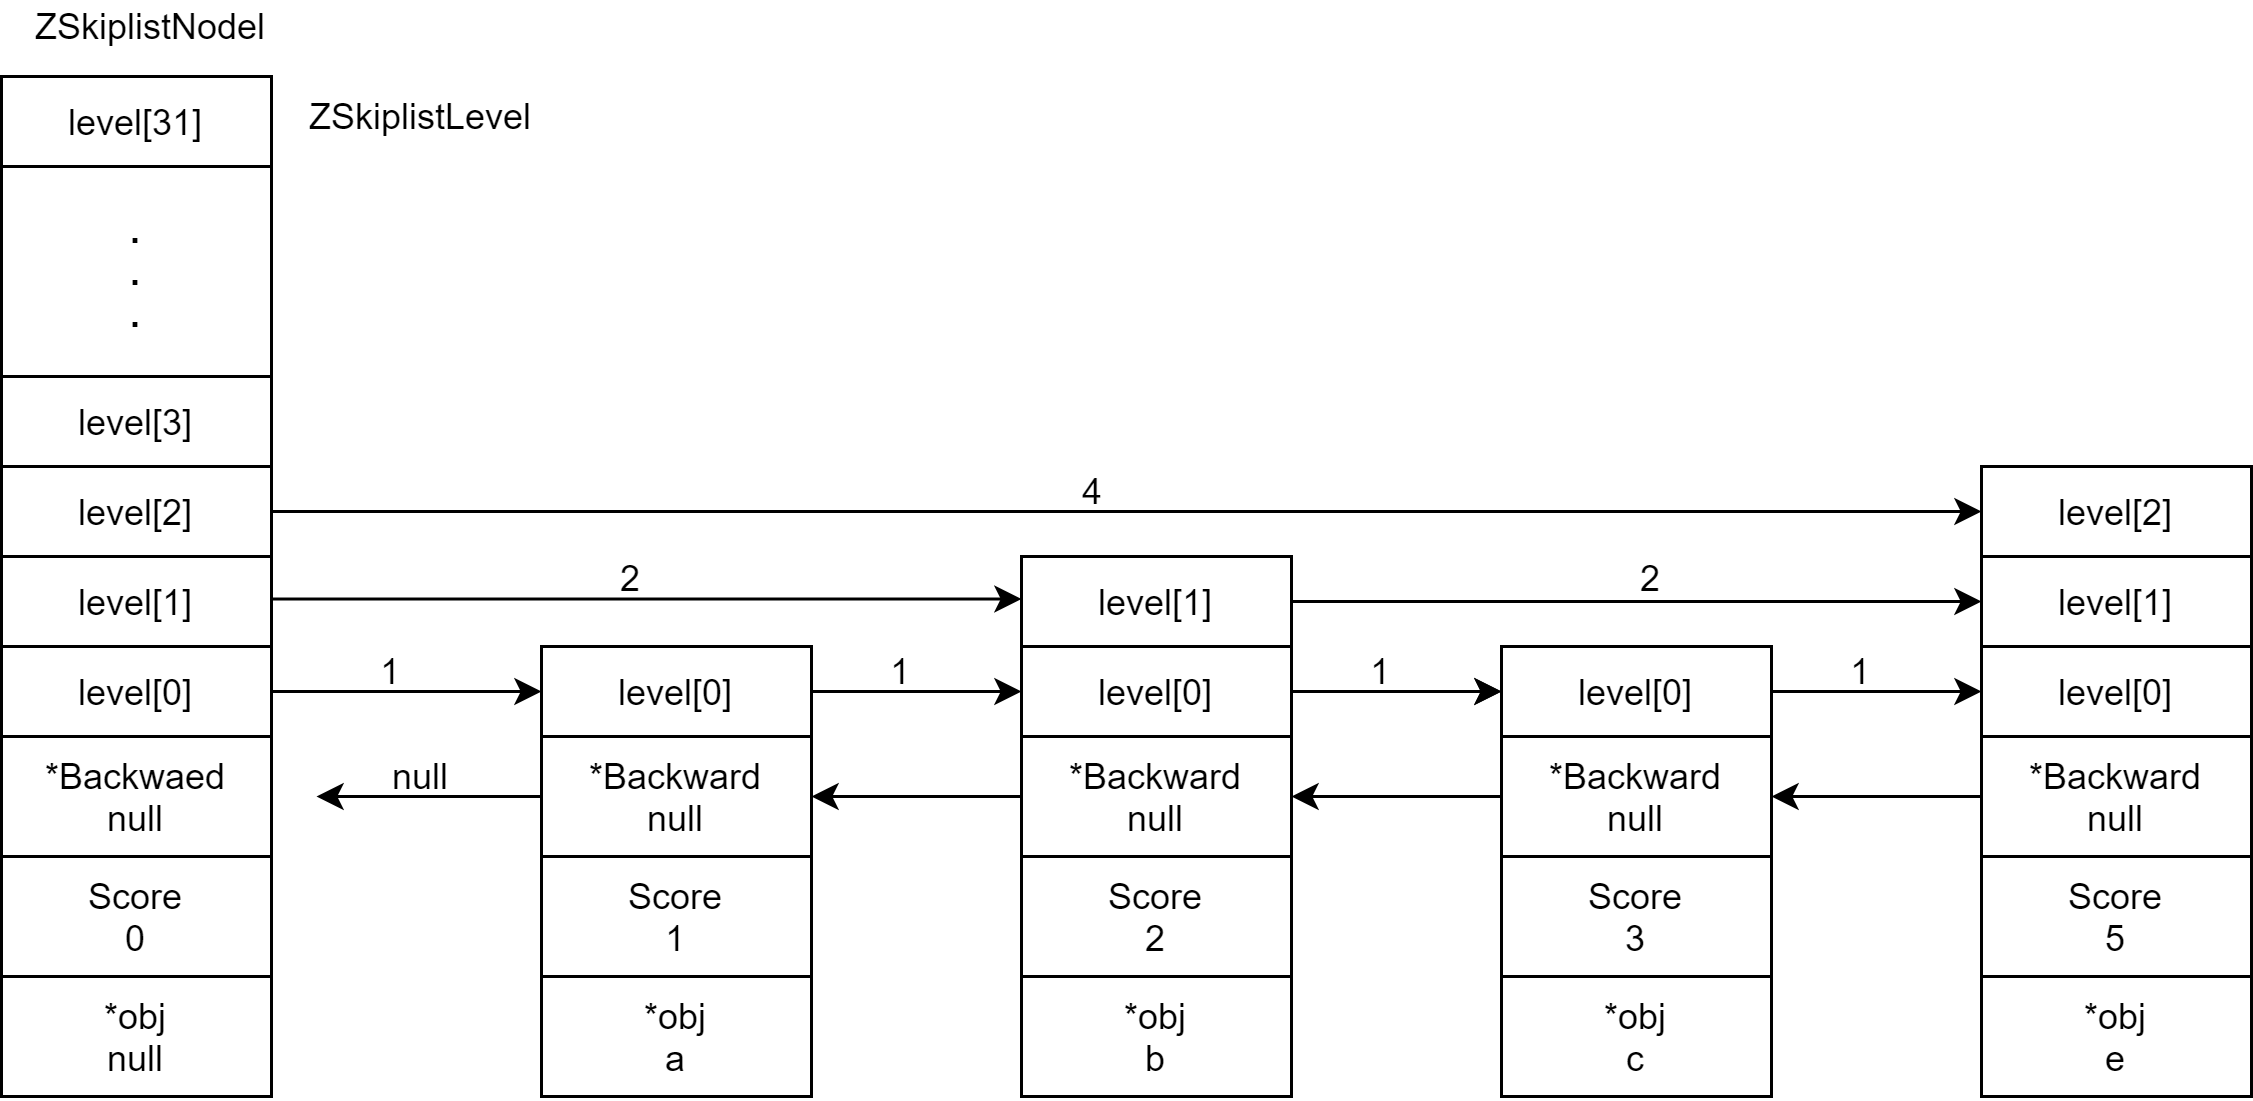 ZSkiplistNodel
level[31]
ZSkiplistLevel
.
.
.
level[3]
level[2]
4
level[2]
level[1]
2
level[1]
2
level[1]
level[0]
1
level[0]
1
level[0]
1
level[0]
1
level[0]
*Backwaed
null
null
*Backward
null
*Backward
null
*Backward
null
*Backward
null
Score
0
Score
1
Score
2
Score
3
Score
5
*obj
null
*obj
a
*obj
b
*obj
c
*obj
e